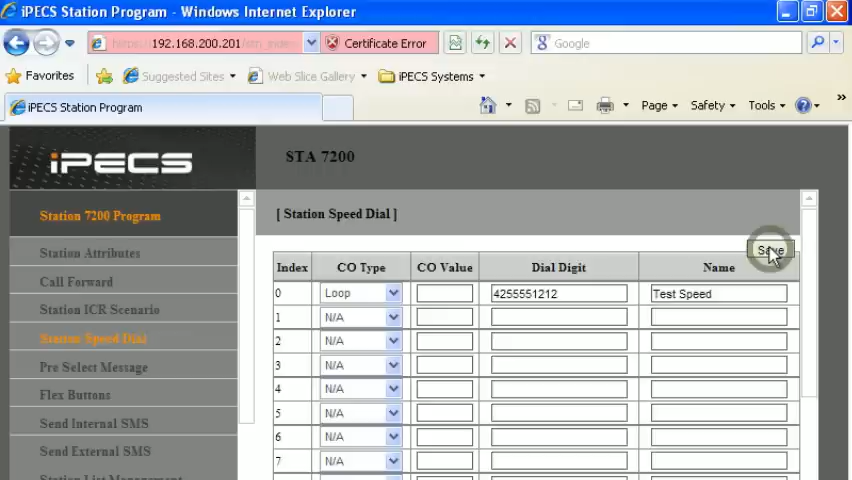 iPECS Station Program - Windows Internet Explorer
https://192.168.200.201/ Certificate Error Google
Favorites Suggested Sites Web Slice Gallery iPECS Systems
iPECS Station Program Page Safety Tools »
iPECS STA 7200
Station 7200 Program
[ Station Speed Dial ]
Save
Station Attributes
Call Forward
Station ICR Scenario
Station Speed Dial
Pre Select Message
Flex Buttons
Send Internal SMS
Send External SMS
Station List Management
Index CO Type CO Value Dial Digit Name
0 Loop 4255551212 Test Speed
1 N/A
2 N/A
3 N/A
4 N/A
5 N/A
6 N/A
7 N/A